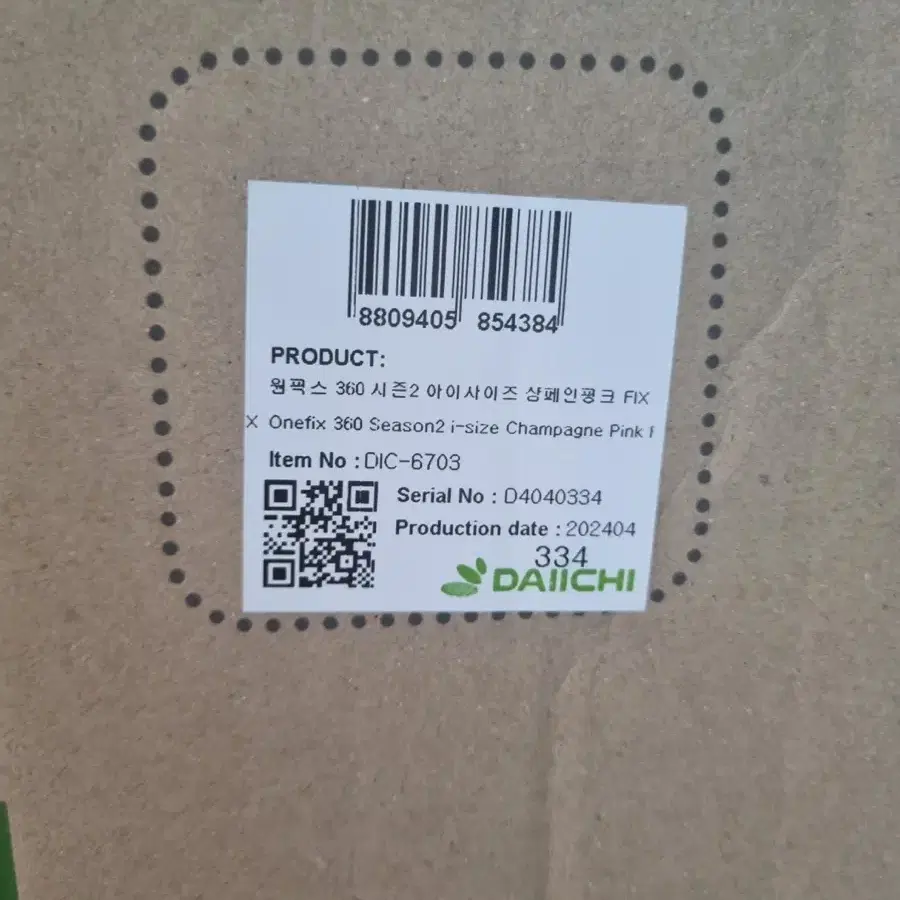 8809405 854384
PRODUCT:
원픽스 360 시즌2 아이사이즈 샴페인핑크 FIX
X Onefix 360 Season2 i-size Champagne Pink F
Item No : DIC-6703
Serial No : D4040334
Production date : 202404
334
DAIICHI